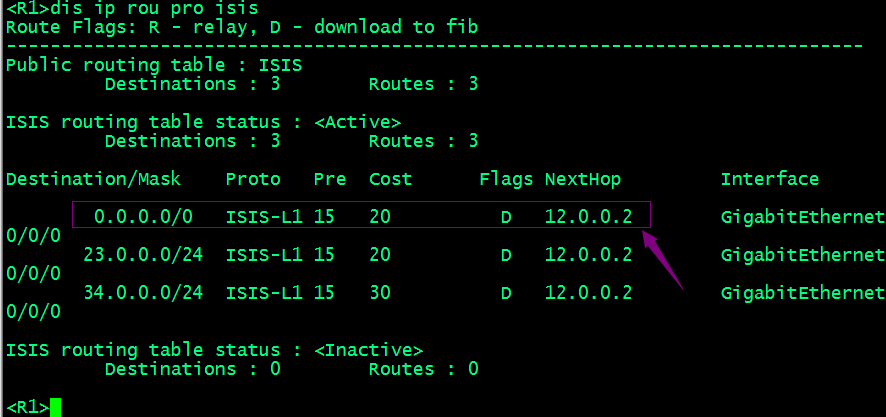 <R1>dis ip rou pro isis
Route Flags: R - relay, D - download to fib
------------------------------------------------------------------------------
Public routing table : ISIS
         Destinations : 3        Routes : 3

ISIS routing table status : <Active>
         Destinations : 3        Routes : 3

Destination/Mask    Proto   Pre  Cost      Flags NextHop         Interface

        0.0.0.0/0   ISIS-L1 15   20          D   12.0.0.2        GigabitEthernet
0/0/0
       23.0.0.0/24  ISIS-L1 15   20          D   12.0.0.2        GigabitEthernet
0/0/0
       34.0.0.0/24  ISIS-L1 15   30          D   12.0.0.2        GigabitEthernet
0/0/0

ISIS routing table status : <Inactive>
         Destinations : 0        Routes : 0

<R1>